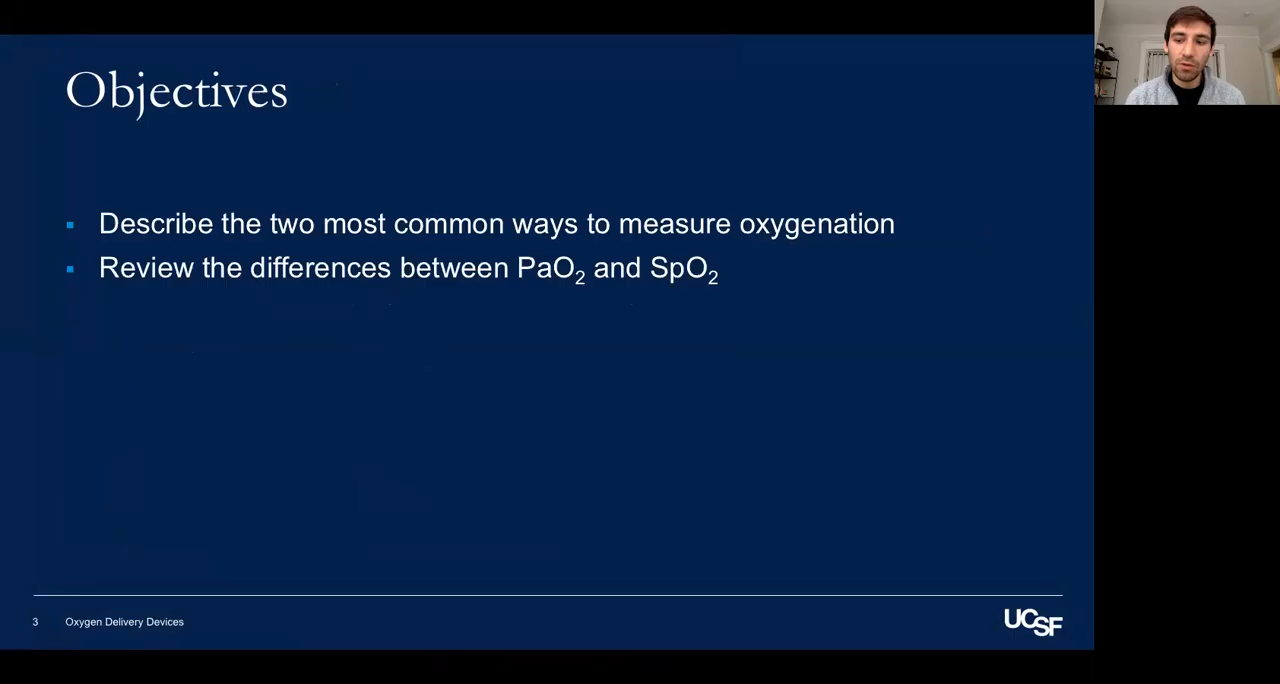 Objectives
▪ Describe the two most common ways to measure oxygenation
▪ Review the differences between PaO₂ and SpO₂
3 Oxygen Delivery Devices
UCSF